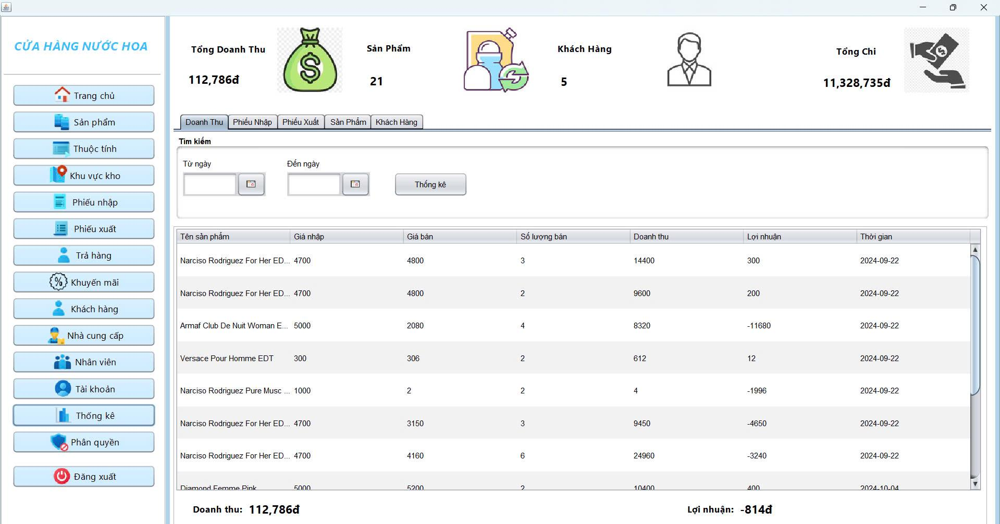 CỬA HÀNG NƯỚC HOA
Trang chủ
Sản phẩm
Thuộc tính
Khu vực kho
Phiếu nhập
Phiếu xuất
Trả hàng
Khuyến mãi
Khách hàng
Nhà cung cấp
Nhân viên
Tài khoản
Thống kê
Phân quyền
Đăng xuất
Tổng Doanh Thu
112,786đ
Sản Phẩm
21
Khách Hàng
5
Tổng Chi
11,328,735đ
Doanh Thu Phiếu Nhập Phiếu Xuất Sản Phẩm Khách Hàng
Tìm kiếm
Từ ngày Đến ngày
Thống kê
Tên sản phẩm Giá nhập Giá bán Số lượng bán Doanh thu Lợi nhuận Thời gian
Narciso Rodriguez For Her ED... 4700 4800 3 14400 300 2024-09-22
Narciso Rodriguez For Her ED... 4700 4800 2 9600 200 2024-09-22
Armaf Club De Nuit Woman E... 5000 2080 4 8320 -11680 2024-09-22
Versace Pour Homme EDT 300 306 2 612 12 2024-09-22
Narciso Rodriguez Pure Musc ... 1000 2 2 4 -1996 2024-09-22
Narciso Rodriguez For Her ED... 4700 3150 3 9450 -4650 2024-09-22
Narciso Rodriguez For Her ED... 4700 4160 6 24960 -3240 2024-09-22
Diamond Femme Pink 5000 5200 2 10400 400 2024-10-04
Doanh thu: 112,786đ Lợi nhuận: -814đ